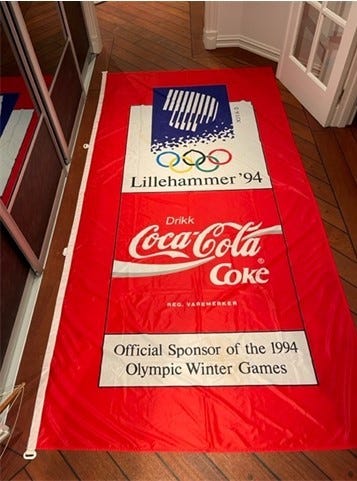 Lillehammer '94
Drikk
Coca-Cola
Coke
®
REG. VAREMERKER
Official Sponsor of the 1994
Olympic Winter Games